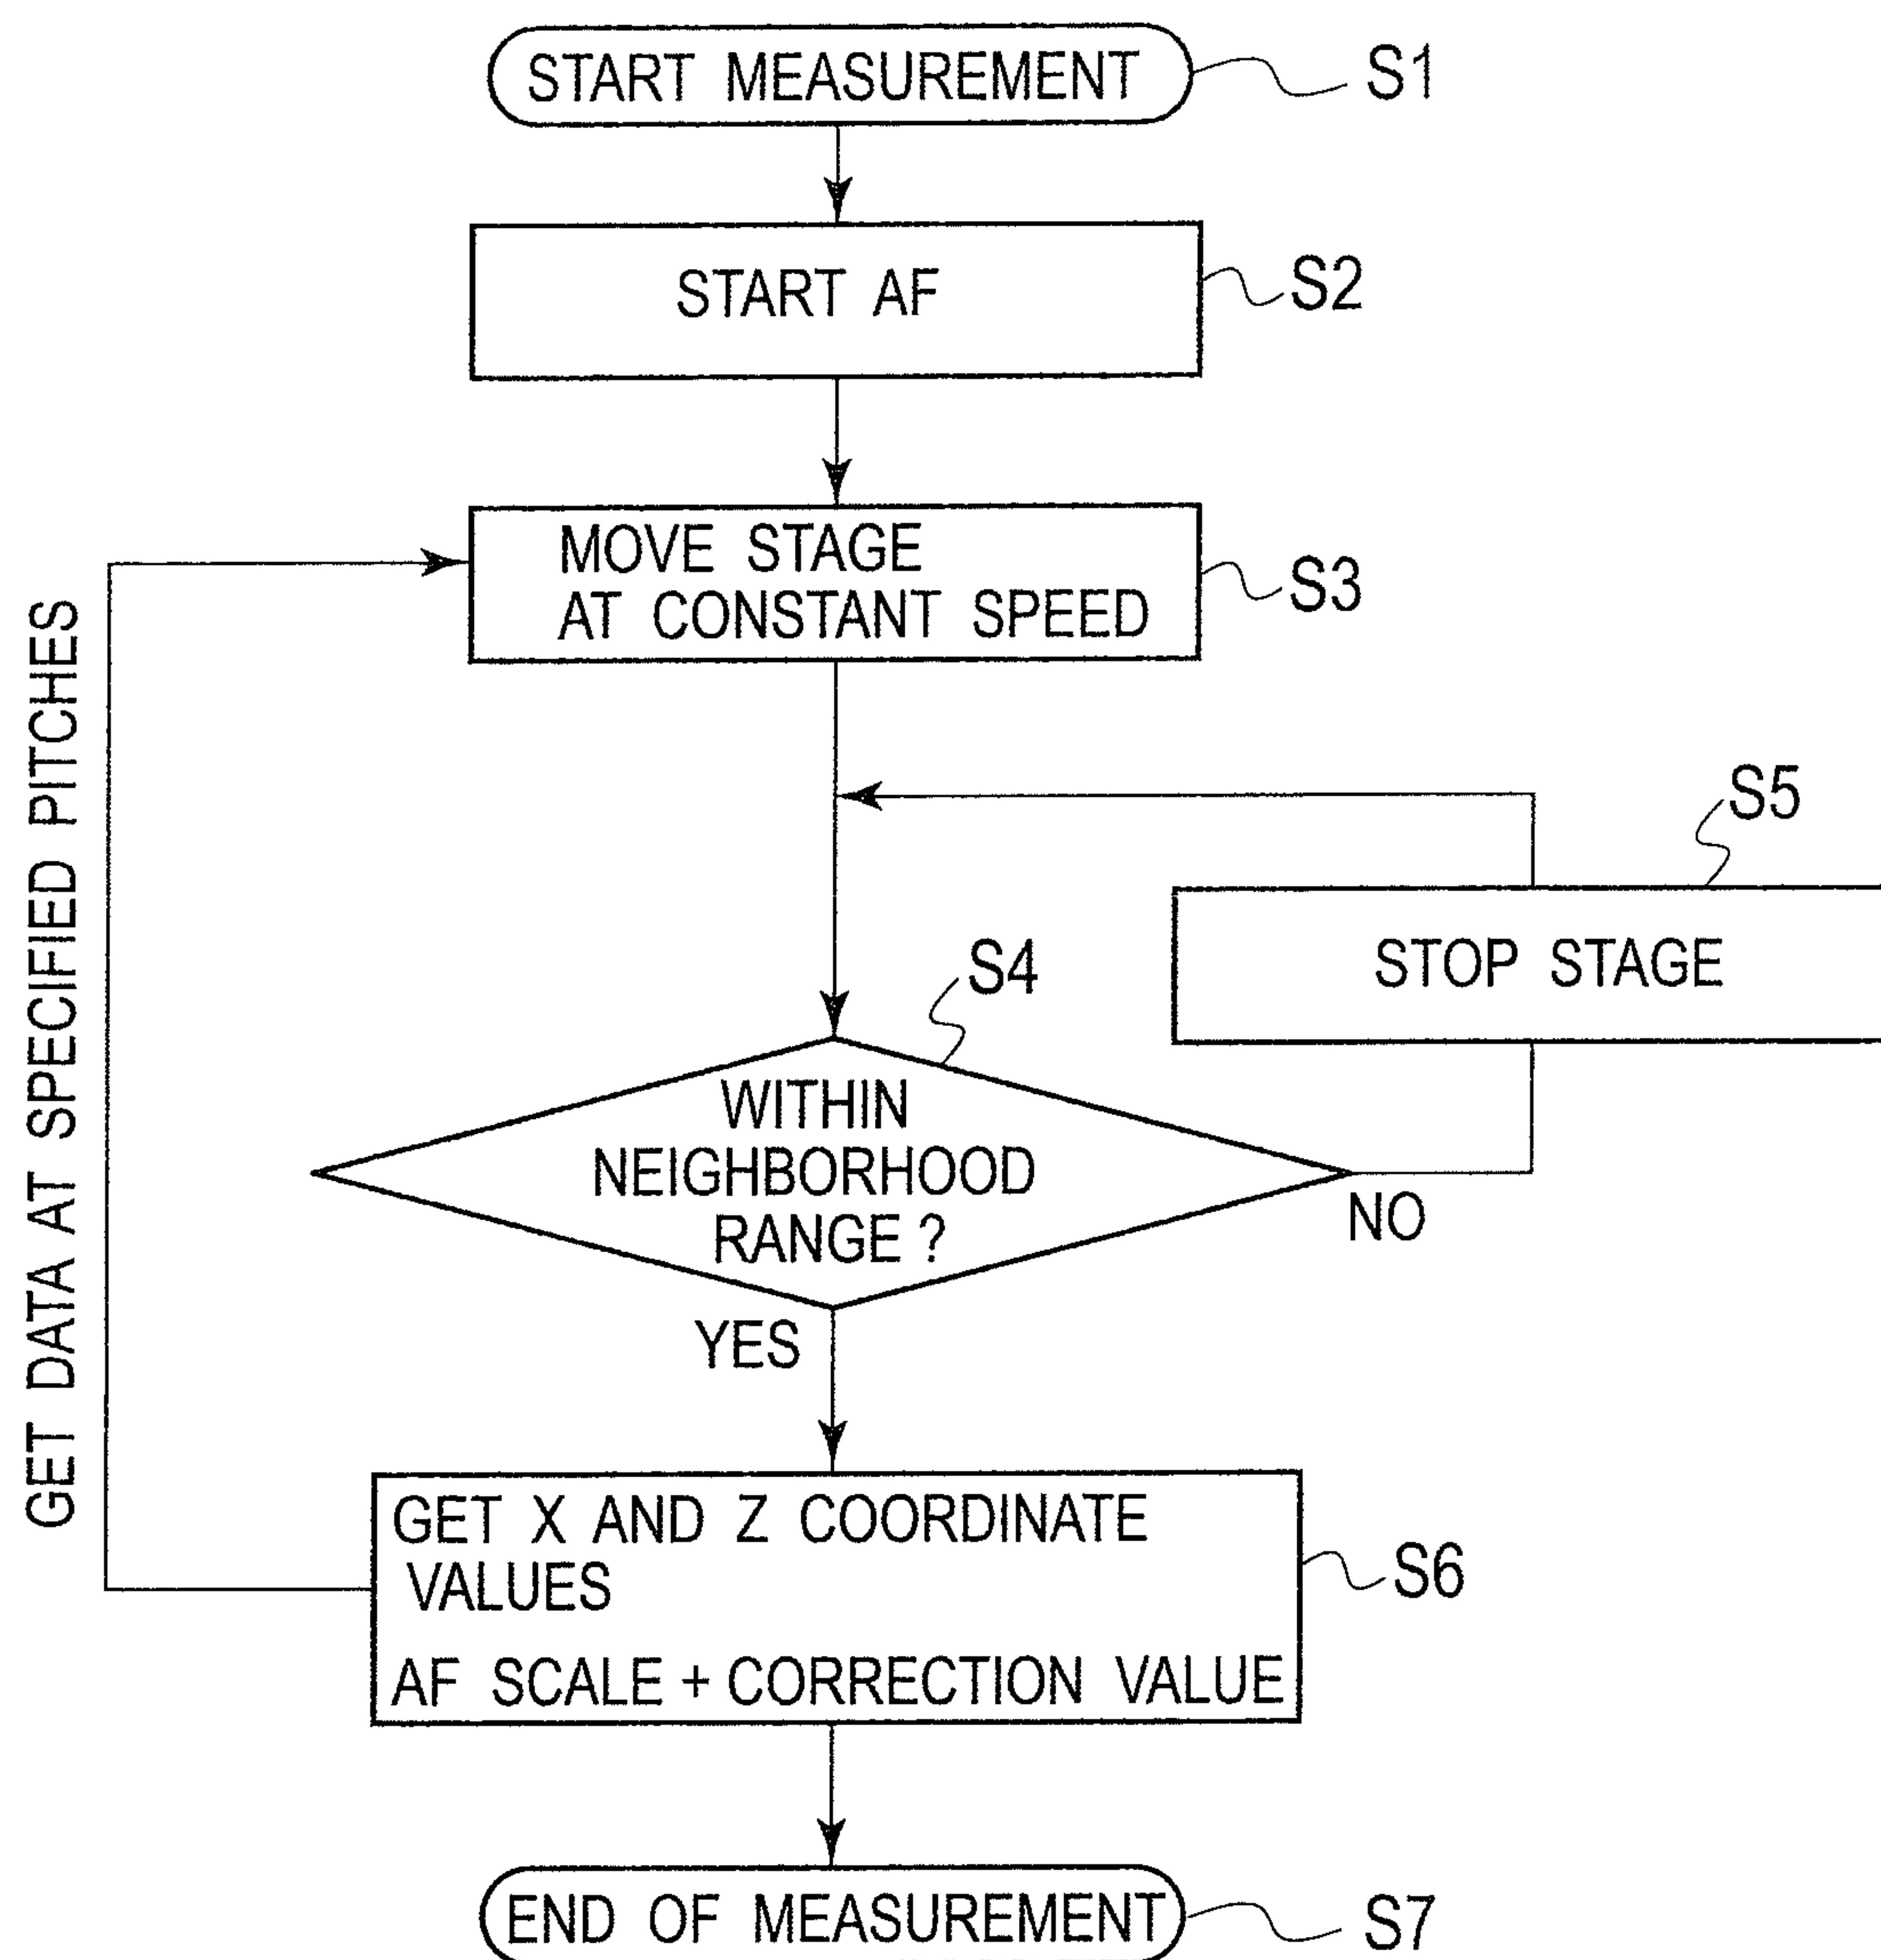 START MEASUREMENT
S1
START AF
S2
MOVE STAGE
AT CONSTANT SPEED
S3
GET DATA AT SPECIFIED PITCHES
S5
STOP STAGE
S4
WITHIN
NEIGHBORHOOD
RANGE ?
NO
YES
GET X AND Z COORDINATE
VALUES
AF SCALE + CORRECTION VALUE
S6
END OF MEASUREMENT
S7